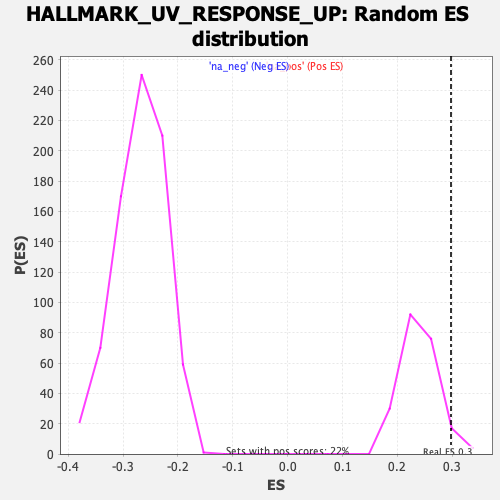 HALLMARK_UV_RESPONSE_UP: Random ES
distribution
'na_neg' (Neg ES)
os' (Pos ES)
260
240
220
200
180
160
140
120
100
80
60
40
20
0
P(ES)
Sets with pos scores: 22%
Real ES 0.3
-0.4
-0.3
-0.2
-0.1
0.0
0.1
0.2
0.3
ES